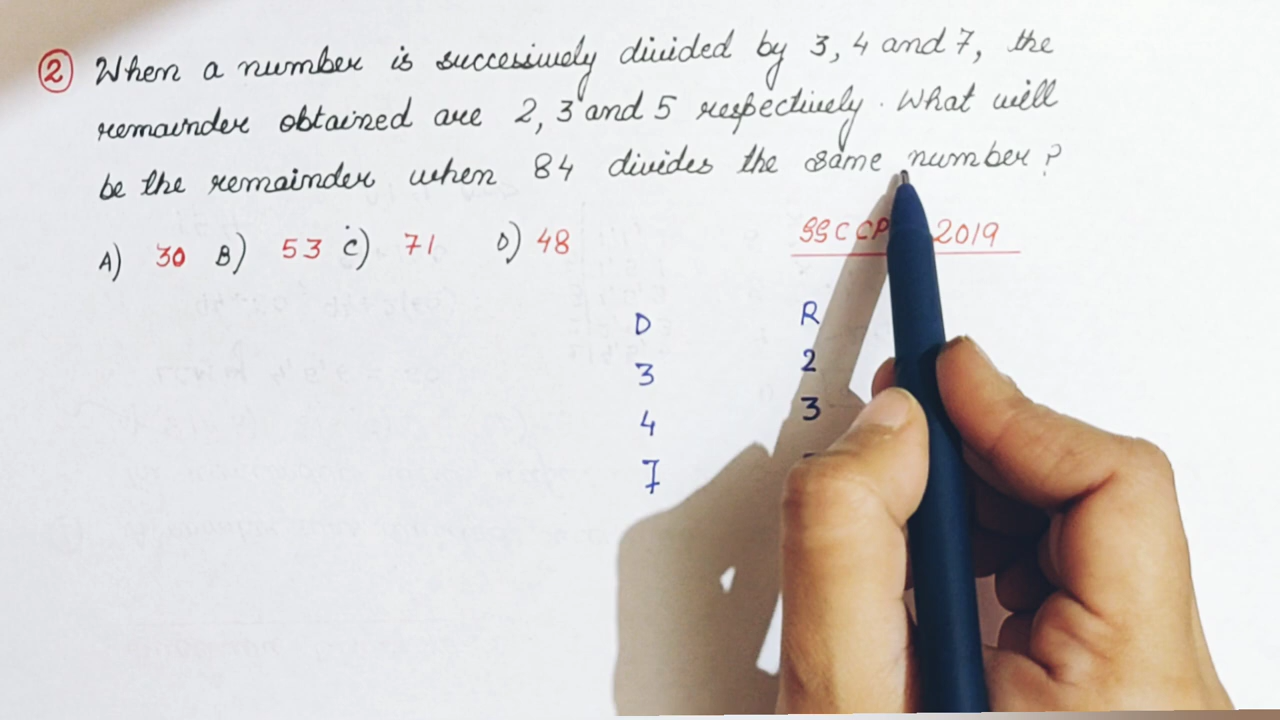 2 When a number is successively divided by 3, 4 and 7, the
remainder obtained are 2, 3 and 5 respectively. What will
be the remainder when 84 divides the same number?
A) 30 B) 53 C) 71 D) 48
SSC CP 2019
D R
3 2
4 3
7